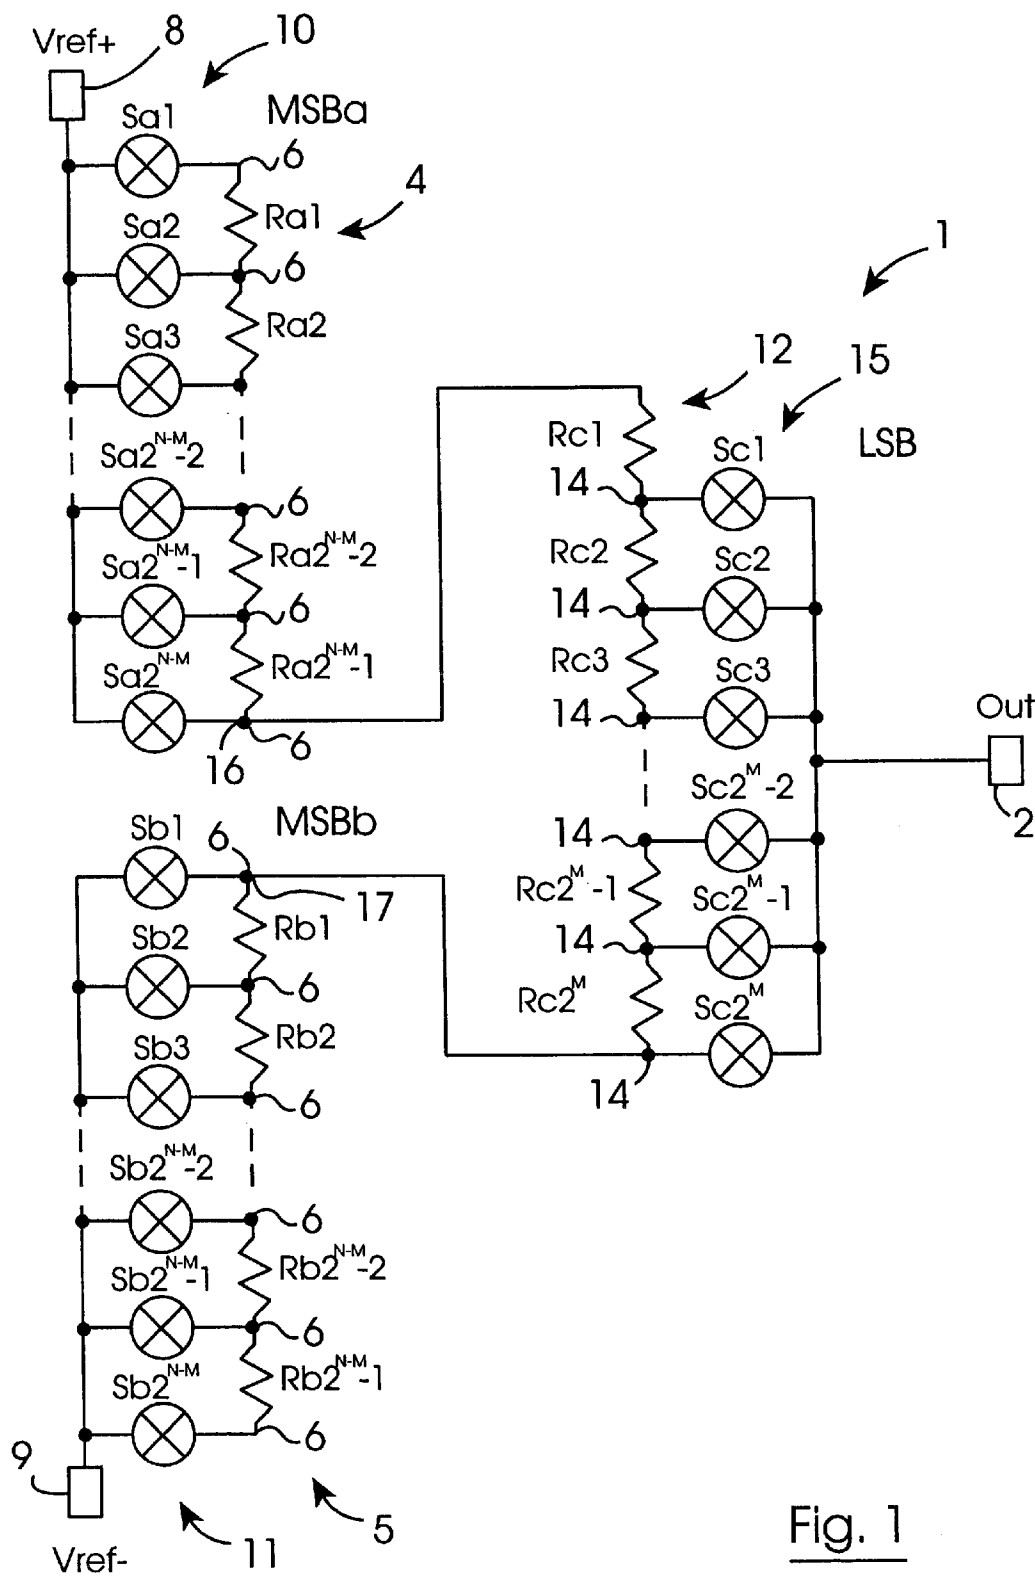 Vref+
8
10
Sa1
MSBa
6
4
Ra1
Sa2
6
1
Ra2
Sa3
12
15
Rc1
Sc1
LSB
Sa2^N-M-2
14
6
Rc2
Sc2
Sa2^N-M-1
Ra2^N-M-2
14
6
Rc3
Sc3
Sa2^N-M
Ra2^N-M-1
14
Out
16
6
Sc2^M-2
2
MSBb
Sb1
6
14
17
Rc2^M-1
Sc2^M-1
Rb1
Sb2
14
6
Rc2^M
Sc2^M
Rb2
Sb3
14
6
Sb2^N-M-2
6
Sb2^N-M-1
Rb2^N-M-2
6
Sb2^N-M
Rb2^N-M-1
6
9
5
11
Vref-
Fig. 1